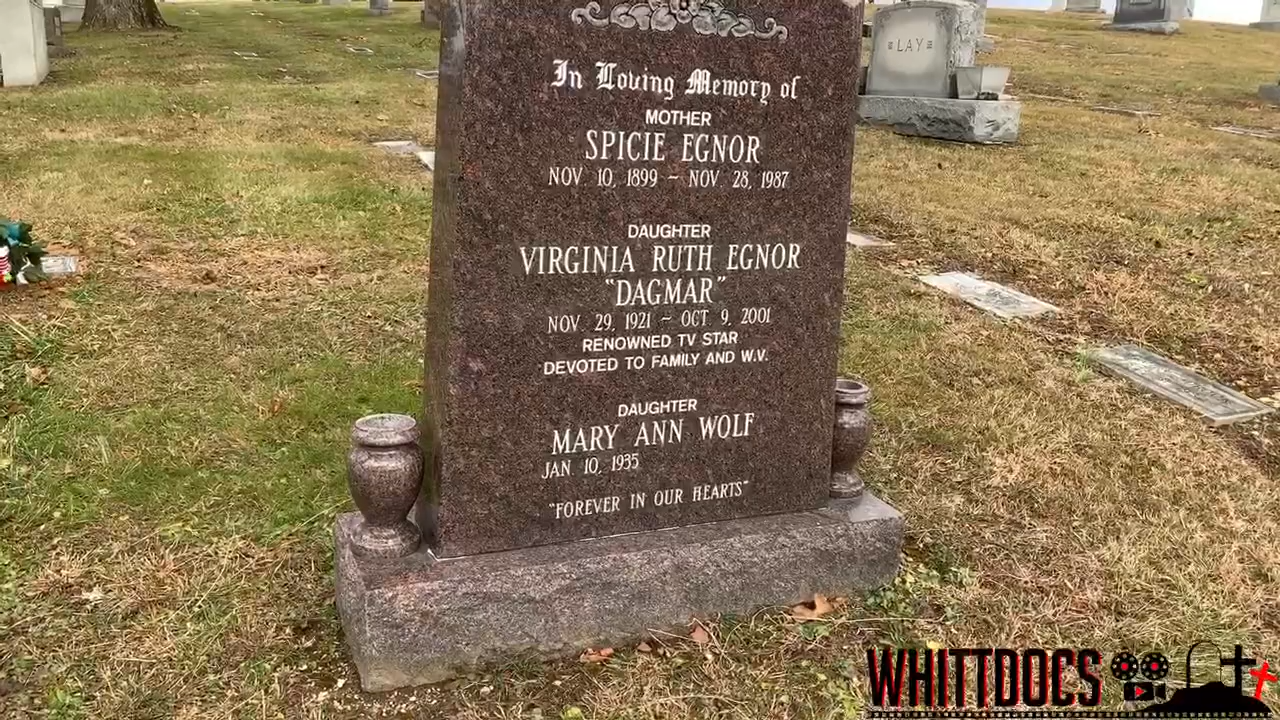 In Loving Memory of
MOTHER
SPICIE EGNOR
NOV. 10, 1899 ~ NOV. 28, 1987
DAUGHTER
VIRGINIA RUTH EGNOR
"DAGMAR"
NOV. 29, 1921 ~ OCT. 9, 2001
RENOWNED TV STAR
DEVOTED TO FAMILY AND W.V.
DAUGHTER
MARY ANN WOLF
JAN. 10, 1935
"FOREVER IN OUR HEARTS"
LAY
WHITTDOCS